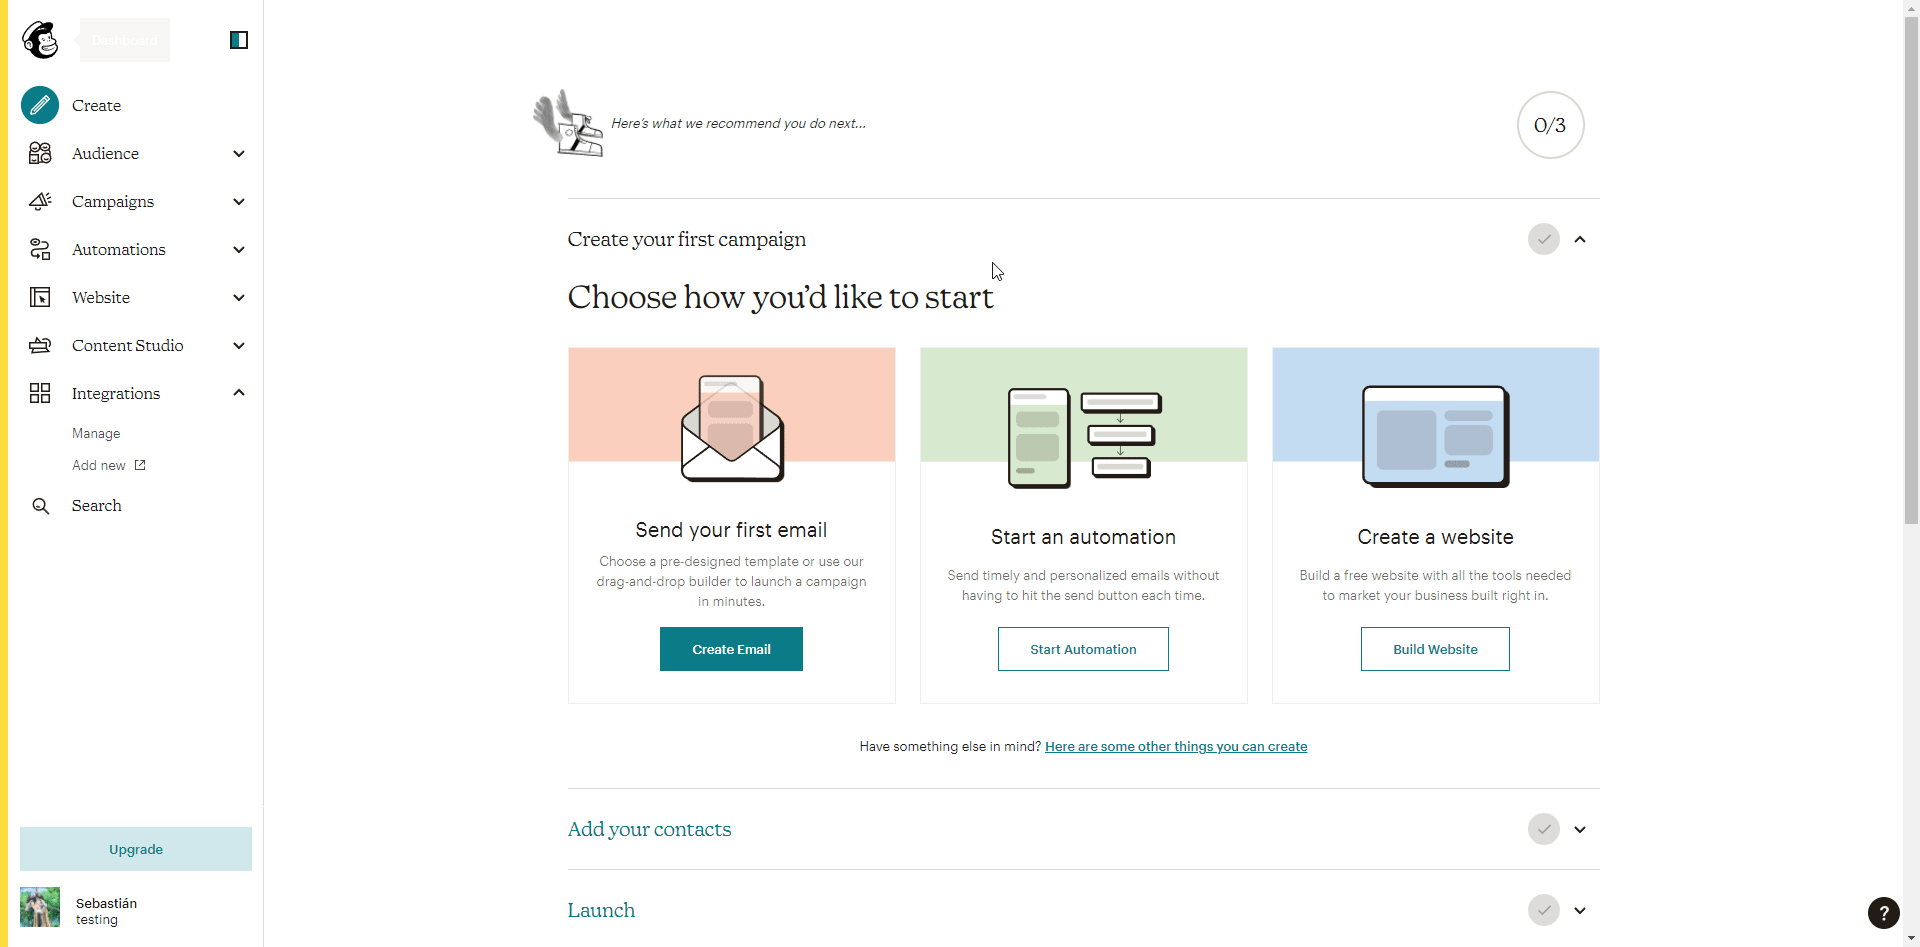 Dashboard
Create
Audience
Campaigns
Automations
Website
Content Studio
Integrations
Manage
Add new
Search
Upgrade
Sebastián
testing
Here's what we recommend you do next...
0/3
Create your first campaign
Choose how you'd like to start
Send your first email
Choose a pre-designed template or use our
drag-and-drop builder to launch a campaign
in minutes.
Create Email
Start an automation
Send timely and personalized emails without
having to hit the send button each time.
Start Automation
Create a website
Build a free website with all the tools needed
to market your business built right in.
Build Website
Have something else in mind? Here are some other things you can create
Add your contacts
Launch
?